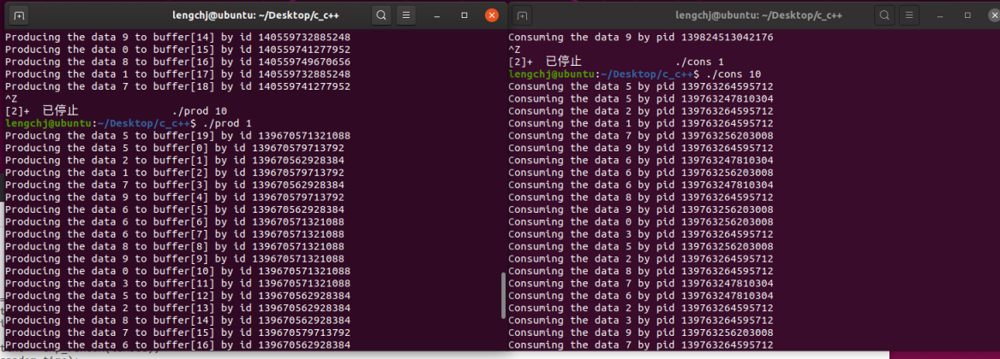 lengchj@ubuntu: ~/Desktop/c_c++
Producing the data 9 to buffer[14] by id 140559732885248
Producing the data 0 to buffer[15] by id 140559741277952
Producing the data 8 to buffer[16] by id 140559749670656
Producing the data 1 to buffer[17] by id 140559732885248
Producing the data 7 to buffer[18] by id 140559741277952
^Z
[2]+  已停止               ./prod 10
lengchj@ubuntu:~/Desktop/c_c++$ ./prod 1
Producing the data 5 to buffer[19] by id 139670571321088
Producing the data 5 to buffer[0] by id 139670579713792
Producing the data 2 to buffer[1] by id 139670562928384
Producing the data 1 to buffer[2] by id 139670579713792
Producing the data 7 to buffer[3] by id 139670562928384
Producing the data 9 to buffer[4] by id 139670579713792
Producing the data 6 to buffer[5] by id 139670562928384
Producing the data 6 to buffer[6] by id 139670571321088
Producing the data 6 to buffer[7] by id 139670571321088
Producing the data 8 to buffer[8] by id 139670571321088
Producing the data 9 to buffer[9] by id 139670571321088
Producing the data 0 to buffer[10] by id 139670571321088
Producing the data 3 to buffer[11] by id 139670571321088
Producing the data 5 to buffer[12] by id 139670562928384
Producing the data 2 to buffer[13] by id 139670562928384
Producing the data 8 to buffer[14] by id 139670562928384
Producing the data 7 to buffer[15] by id 139670579713792
Producing the data 6 to buffer[16] by id 139670562928384
lengchj@ubuntu: ~/Desktop/c_c++
Consuming the data 9 by pid 139824513042176
^Z
[2]+  已停止               ./cons 1
lengchj@ubuntu:~/Desktop/c_c++$ ./cons 10
Consuming the data 5 by pid 139763264595712
Consuming the data 5 by pid 139763247810304
Consuming the data 2 by pid 139763264595712
Consuming the data 1 by pid 139763264595712
Consuming the data 7 by pid 139763256203008
Consuming the data 9 by pid 139763264595712
Consuming the data 6 by pid 139763247810304
Consuming the data 6 by pid 139763256203008
Consuming the data 6 by pid 139763247810304
Consuming the data 8 by pid 139763264595712
Consuming the data 9 by pid 139763256203008
Consuming the data 0 by pid 139763256203008
Consuming the data 3 by pid 139763264595712
Consuming the data 5 by pid 139763256203008
Consuming the data 2 by pid 139763264595712
Consuming the data 8 by pid 139763264595712
Consuming the data 7 by pid 139763247810304
Consuming the data 6 by pid 139763247810304
Consuming the data 2 by pid 139763264595712
Consuming the data 3 by pid 139763264595712
Consuming the data 9 by pid 139763256203008
Consuming the data 7 by pid 139763264595712